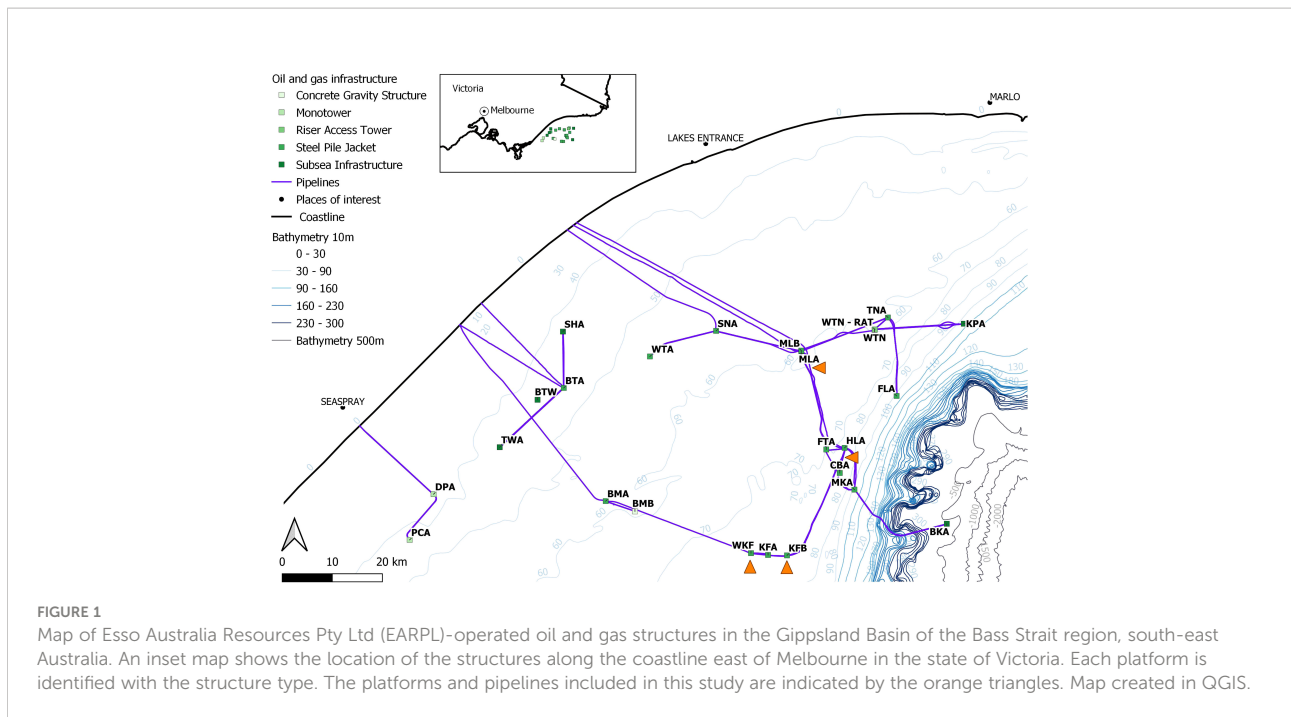 Oil and gas infrastructure
Concrete Gravity Structure
Monotower
Riser Access Tower
Steel Pile Jacket
Subsea Infrastructure
Pipelines
Places of interest
Coastline
Bathymetry 10m
0 - 30
30 - 90
90 - 160
160 - 230
230 - 300
Bathymetry 500m
Victoria
Melbourne
MARLO
LAKES ENTRANCE
SEASPRAY
SHA
BTA
BTW
TWA
DPA
PCA
WTA
SNA
MLB
MLA
TNA
WTN - RAT
WTN
KPA
FLA
FTA
HLA
CBA
MKA
BKA
BMA
BMB
WKF
KFA
KFB
0 10 20 km
FIGURE 1
Map of Esso Australia Resources Pty Ltd (EARPL)-operated oil and gas structures in the Gippsland Basin of the Bass Strait region, south-east
Australia. An inset map shows the location of the structures along the coastline east of Melbourne in the state of Victoria. Each platform is
identified with the structure type. The platforms and pipelines included in this study are indicated by the orange triangles. Map created in QGIS.